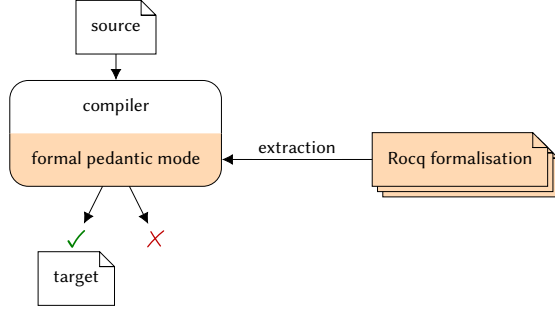 source
compiler
formal pedantic mode
extraction
Rocq formalisation
target